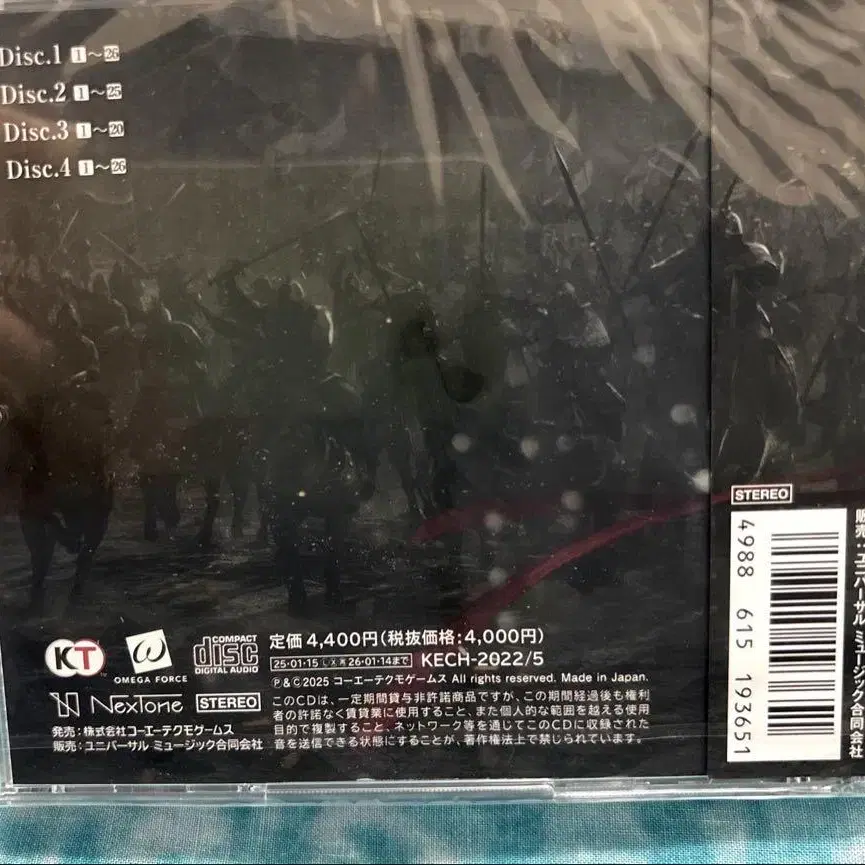 Disc.1 1～26
Disc.2 1～25
Disc.3 1～20
Disc.4 1～26
STEREO
4988 615 193651
販売：ユニバーサル ミュージック合同会社
KT
ω
OMEGA FORCE
COMPACT
disc
DIGITAL AUDIO
定価 4,400円(税抜価格:4,000円)
25･01･15 26･01･14まで KECH-2022/5
Ⓟ&Ⓒ2025 コーエーテクモゲームス All rights reserved. Made in Japan.
NexTone STEREO
このCDは、一定期間貸与非許諾商品ですが、この期間経過後も権利
者の許諾なく賃貸業に使用すること、また個人的な範囲を越える使用
目的で複製すること、ネットワーク等を通じてこのCDに収録された
音を送信できる状態にすることが、著作権法上で禁じられています。
発売：株式会社コーエーテクモゲームス
販売：ユニバーサル ミュージック合同会社